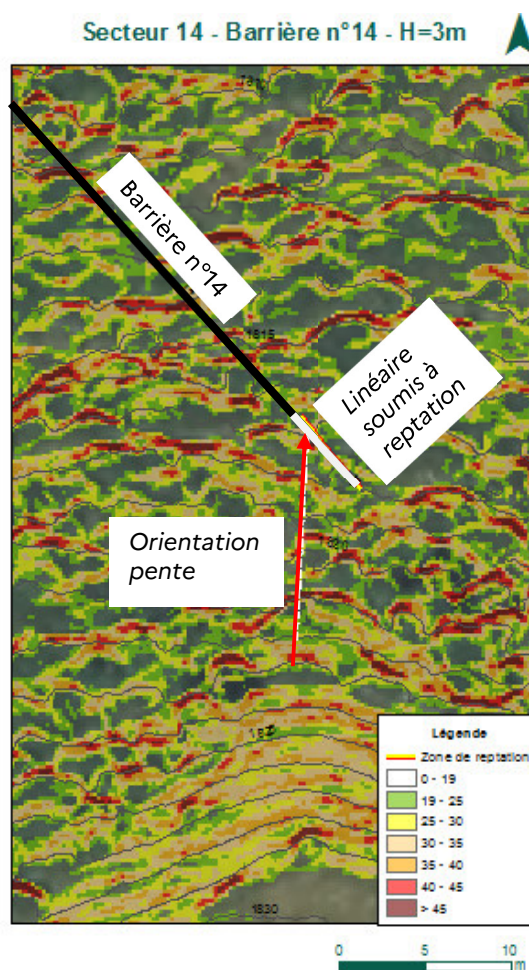 Secteur 14 - Barrière n°14 - H=3m
Barrière n°14
1815
Linéaire
soumis à
reptation
Orientation
pente
820
Légende
Zone de reptation
0 - 19
19 - 25
25 - 30
30 - 35
35 - 40
40 - 45
> 45
1830
0 5 10
m